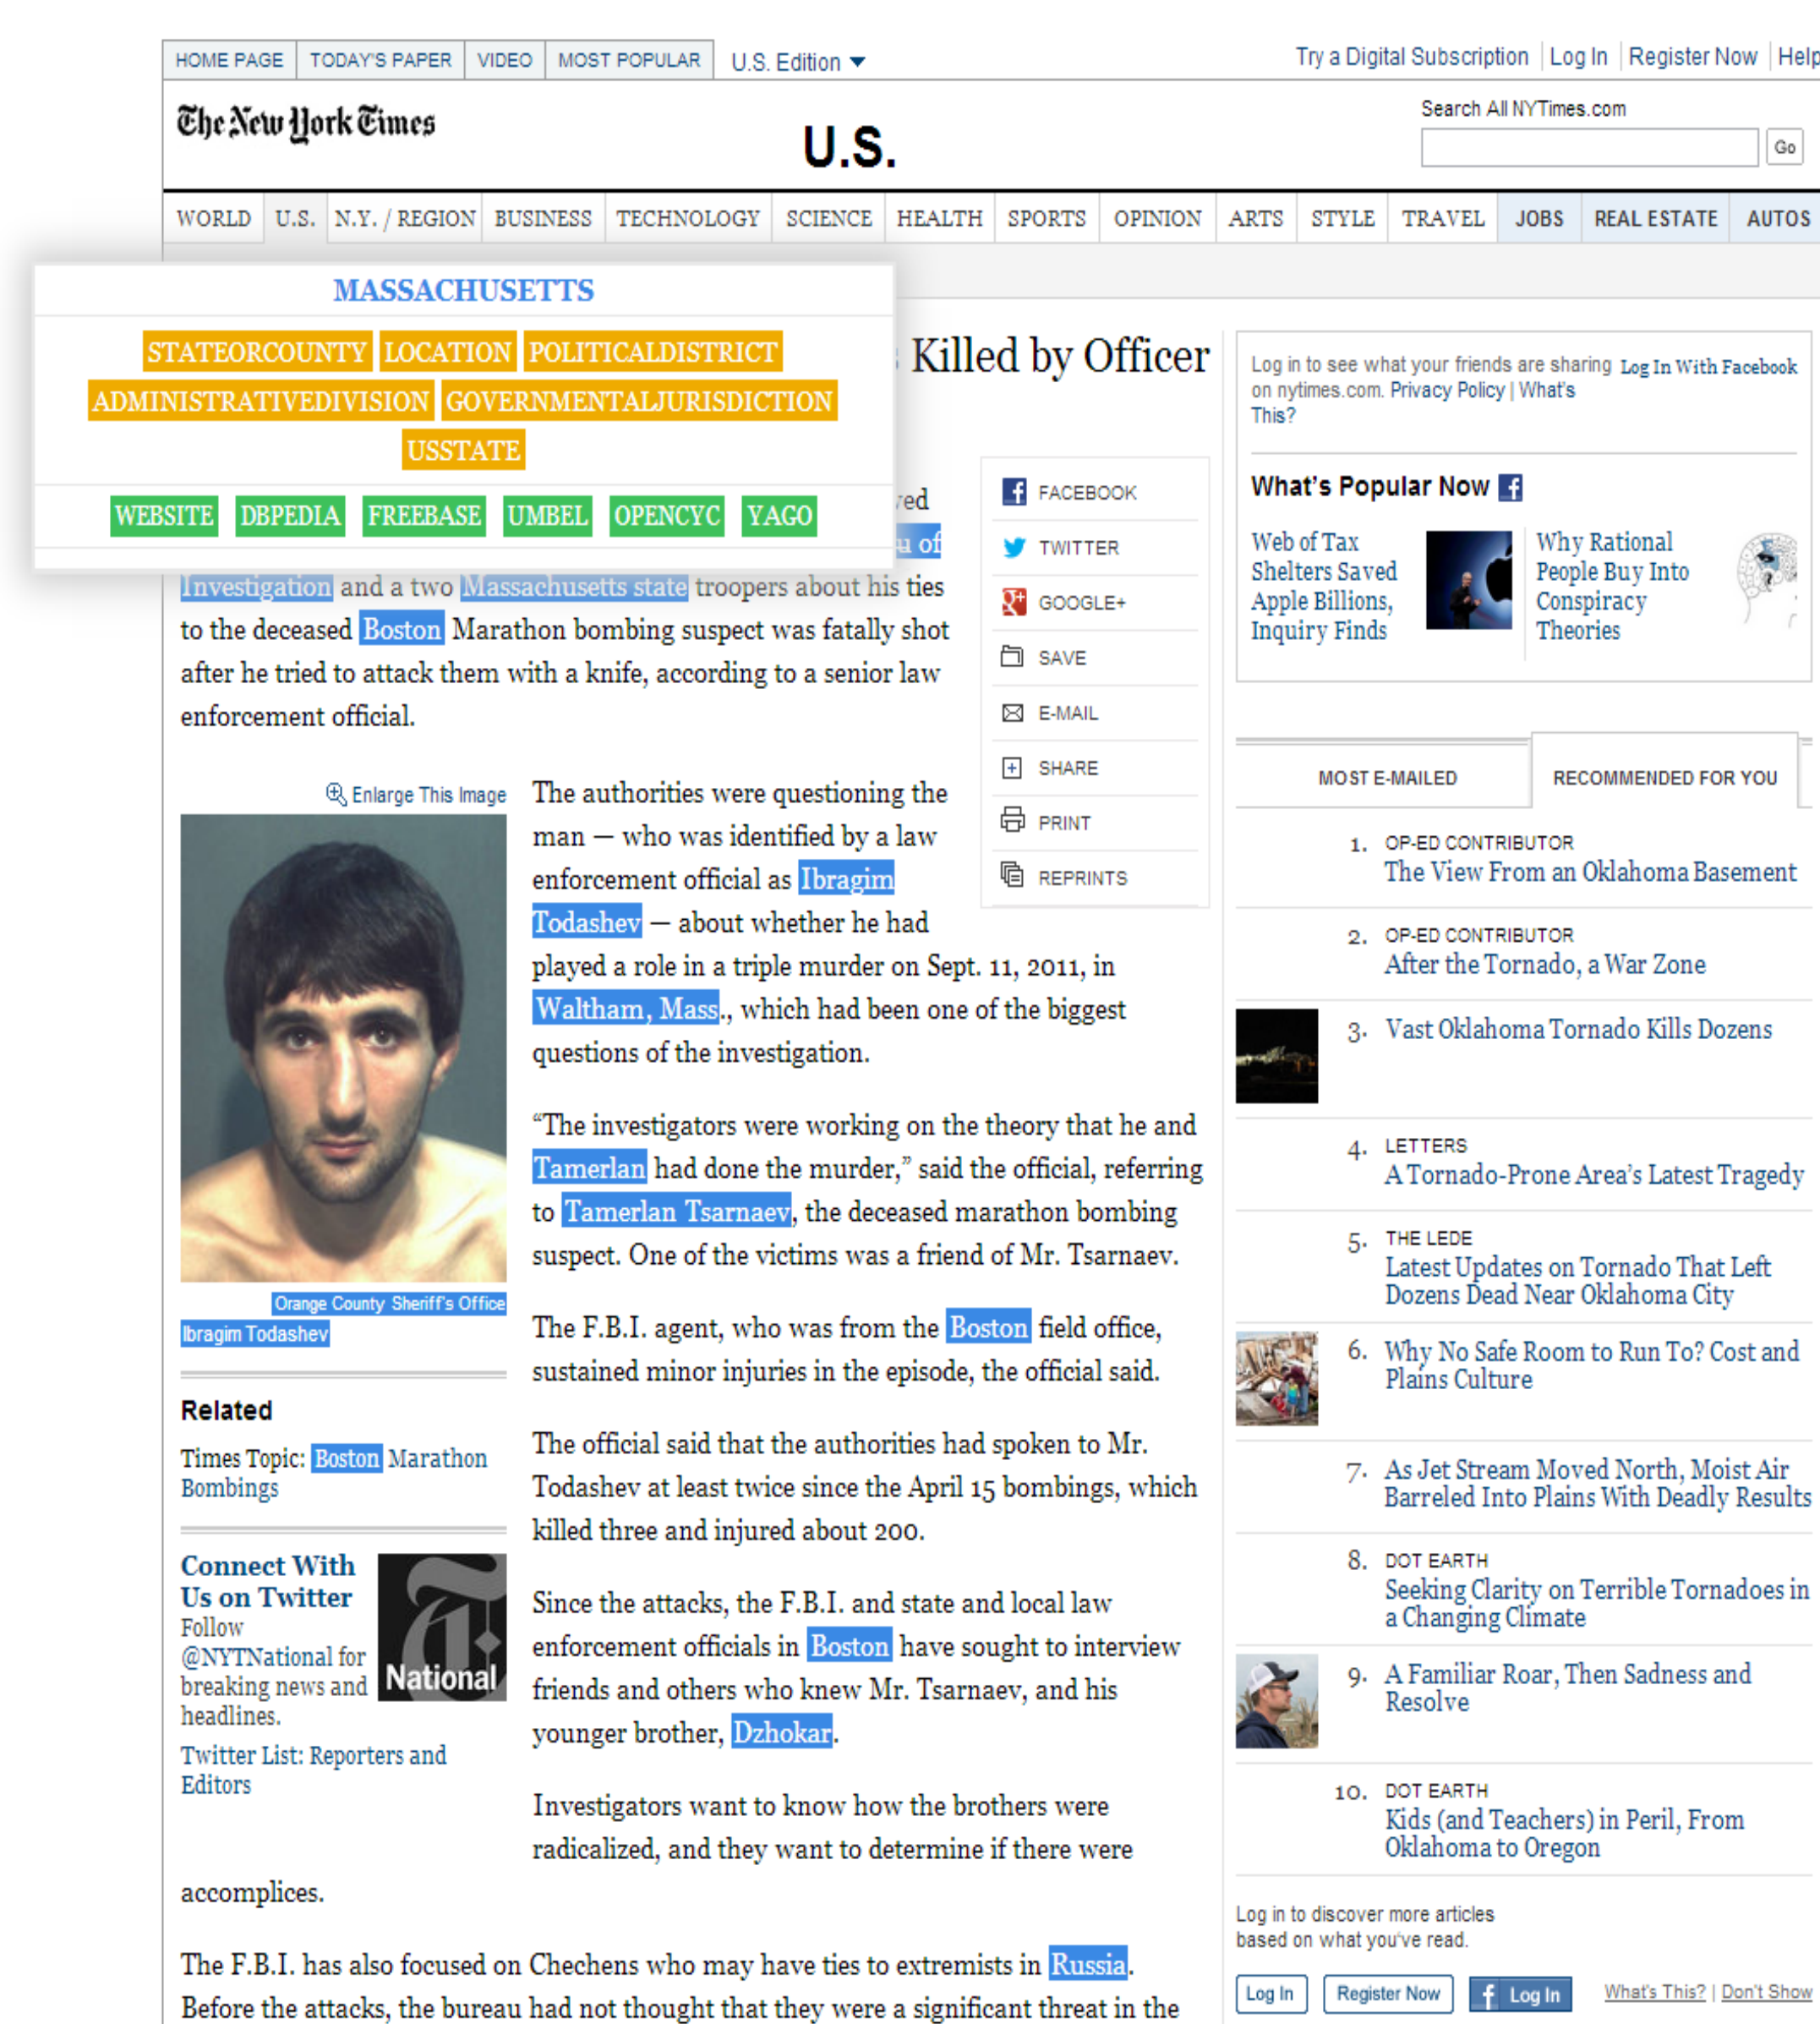 HOME PAGE TODAY'S PAPER VIDEO MOST POPULAR U.S. Edition
Try a Digital Subscription Log In Register Now Help
The New York Times
U.S.
Search All NYTimes.com
Go
WORLD U.S. N.Y. / REGION BUSINESS TECHNOLOGY SCIENCE HEALTH SPORTS OPINION ARTS STYLE TRAVEL JOBS REAL ESTATE AUTOS
MASSACHUSETTS
STATEORCOUNTY LOCATION POLITICALDISTRICT
ADMINISTRATIVEDIVISION GOVERNMENTALJURISDICTION
USSTATE
WEBSITE DBPEDIA FREEBASE UMBEL OPENCYC YAGO
Killed by Officer
of
Investigation and a two Massachusetts state troopers about his ties
to the deceased Boston Marathon bombing suspect was fatally shot
after he tried to attack them with a knife, according to a senior law
enforcement official.
FACEBOOK
TWITTER
GOOGLE+
SAVE
E-MAIL
SHARE
PRINT
REPRINTS
Enlarge This Image
Orange County Sheriff's Office
Ibragim Todashev
Related
Times Topic: Boston Marathon
Bombings
Connect With
Us on Twitter
Follow
@NYTNational for
breaking news and
headlines.
T National
Twitter List: Reporters and
Editors
The authorities were questioning the
man — who was identified by a law
enforcement official as Ibragim
Todashev — about whether he had
played a role in a triple murder on Sept. 11, 2011, in
Waltham, Mass., which had been one of the biggest
questions of the investigation.
“The investigators were working on the theory that he and
Tamerlan had done the murder,” said the official, referring
to Tamerlan Tsarnaev, the deceased marathon bombing
suspect. One of the victims was a friend of Mr. Tsarnaev.
The F.B.I. agent, who was from the Boston field office,
sustained minor injuries in the episode, the official said.
The official said that the authorities had spoken to Mr.
Todashev at least twice since the April 15 bombings, which
killed three and injured about 200.
Since the attacks, the F.B.I. and state and local law
enforcement officials in Boston have sought to interview
friends and others who knew Mr. Tsarnaev, and his
younger brother, Dzhokar.
Investigators want to know how the brothers were
radicalized, and they want to determine if there were
accomplices.
The F.B.I. has also focused on Chechens who may have ties to extremists in Russia.
Before the attacks, the bureau had not thought that they were a significant threat in the
Log in to see what your friends are sharing Log In With Facebook
on nytimes.com. Privacy Policy | What's
This?
What's Popular Now
Web of Tax
Shelters Saved
Apple Billions,
Inquiry Finds
Why Rational
People Buy Into
Conspiracy
Theories
MOST E-MAILED RECOMMENDED FOR YOU
1. OP-ED CONTRIBUTOR
The View From an Oklahoma Basement
2. OP-ED CONTRIBUTOR
After the Tornado, a War Zone
3. Vast Oklahoma Tornado Kills Dozens
4. LETTERS
A Tornado-Prone Area's Latest Tragedy
5. THE LEDE
Latest Updates on Tornado That Left
Dozens Dead Near Oklahoma City
6. Why No Safe Room to Run To? Cost and
Plains Culture
7. As Jet Stream Moved North, Moist Air
Barreled Into Plains With Deadly Results
8. DOT EARTH
Seeking Clarity on Terrible Tornadoes in
a Changing Climate
9. A Familiar Roar, Then Sadness and
Resolve
10. DOT EARTH
Kids (and Teachers) in Peril, From
Oklahoma to Oregon
Log in to discover more articles
based on what you've read.
Log In Register Now f Log In What's This? | Don't Show